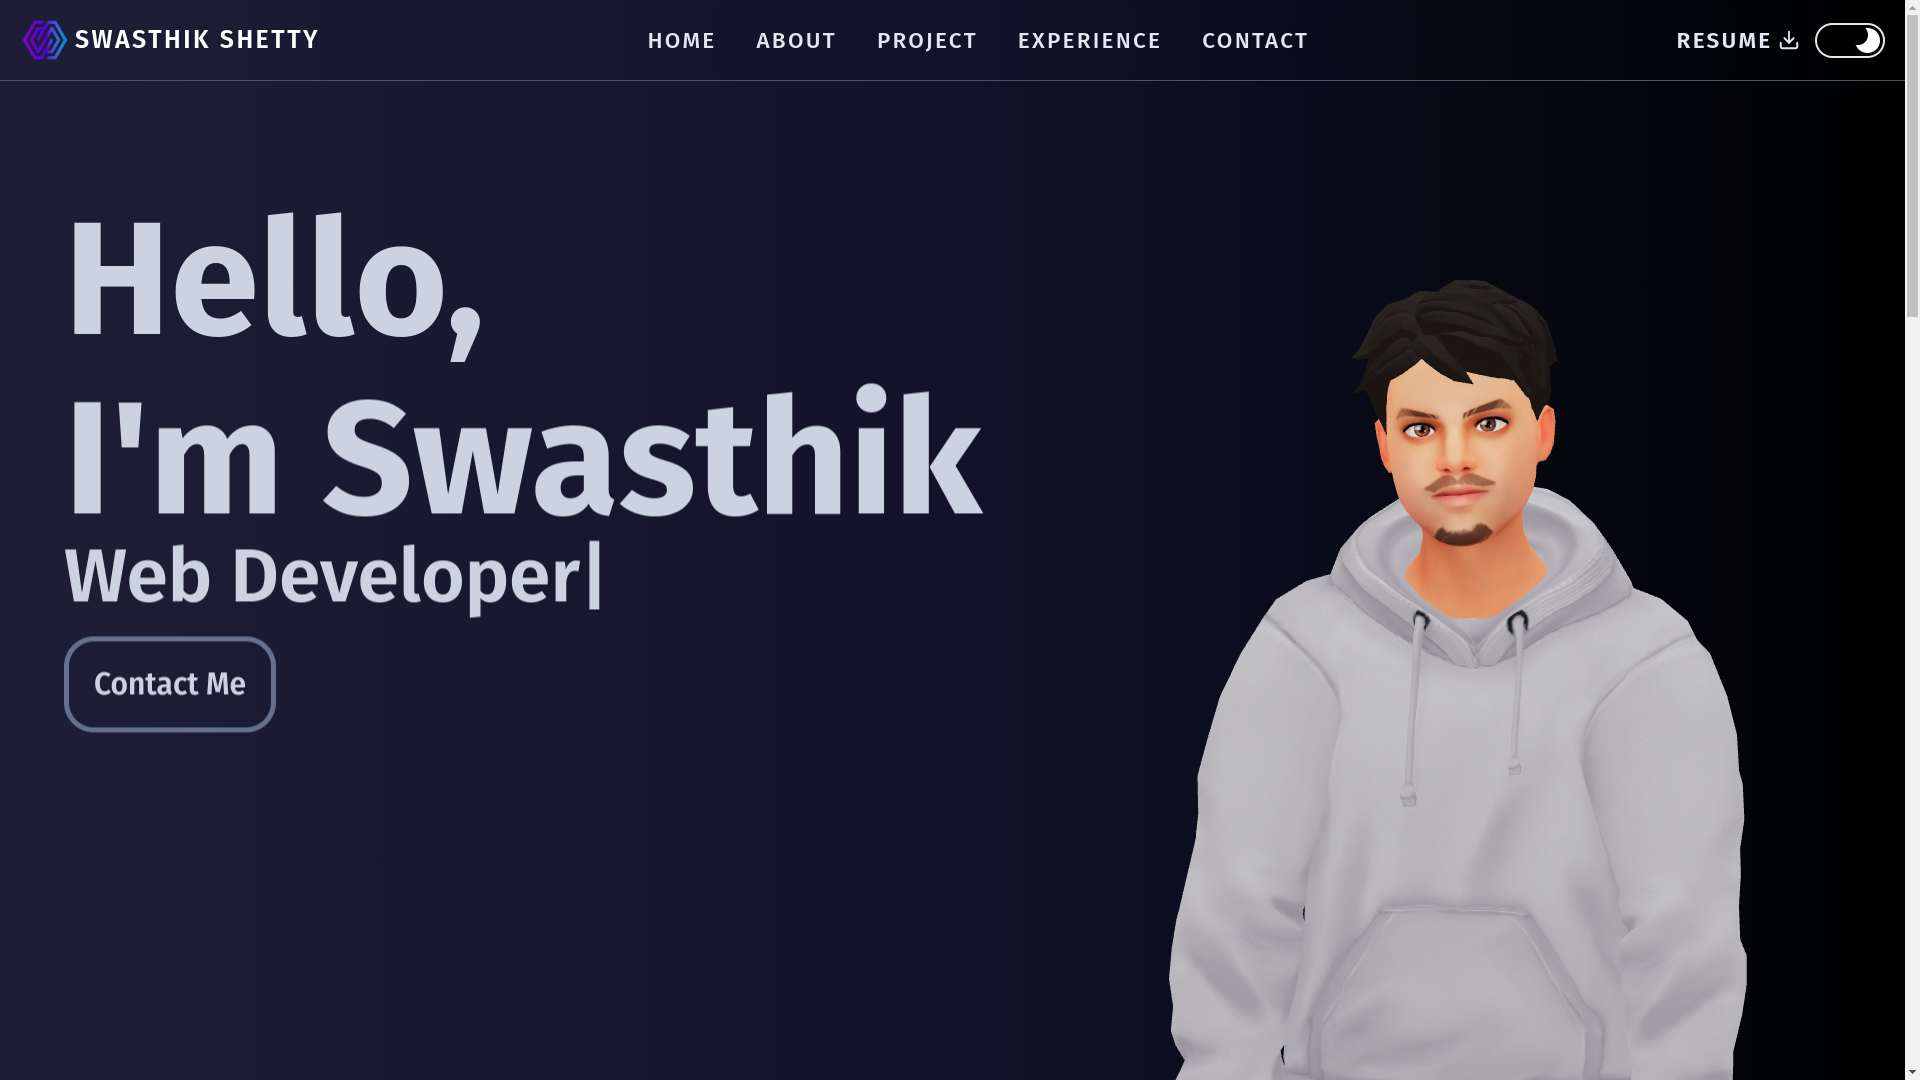 SWASTHIK SHETTY
HOME ABOUT PROJECT EXPERIENCE CONTACT
RESUME
Hello,
I'm Swasthik
Web Developer|
Contact Me